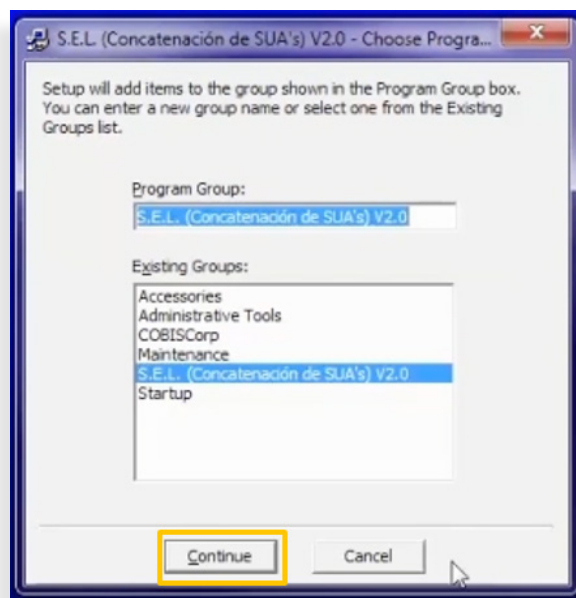 S.E.L. (Concatenación de SUA's) V2.0 - Choose Progra...
Setup will add items to the group shown in the Program Group box.
You can enter a new group name or select one from the Existing
Groups list.
Program Group:
S.E.L. (Concatenación de SUA's) V2.0
Existing Groups:
Accessories
Administrative Tools
COBISCorp
Maintenance
S.E.L. (Concatenación de SUA's) V2.0
Startup
Continue
Cancel